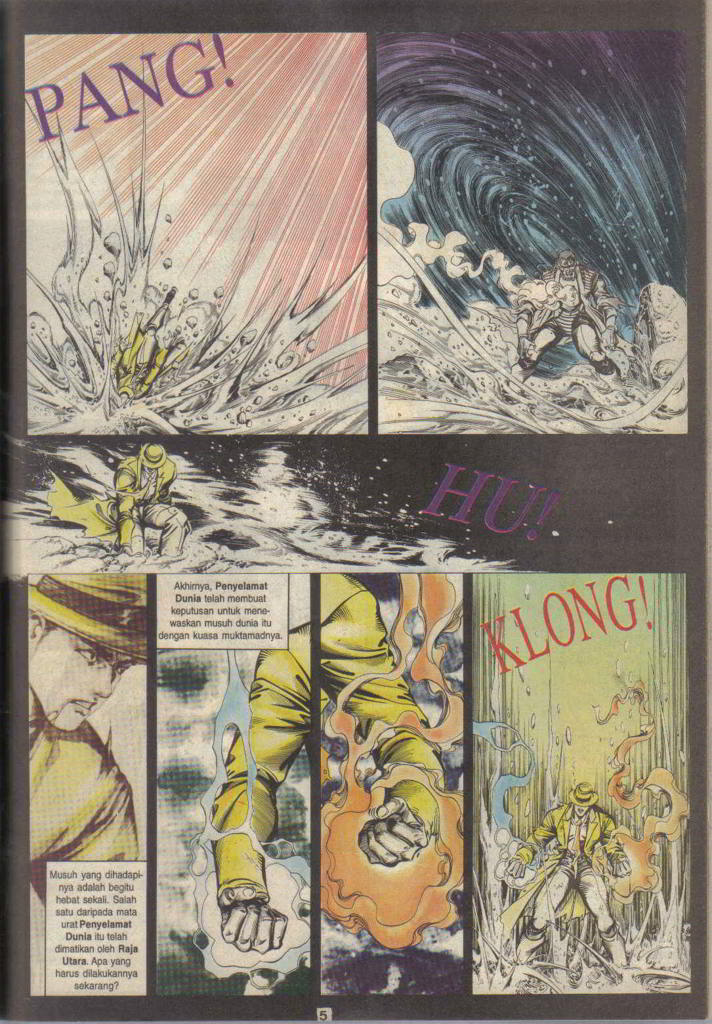 PANG!
HU!
Musuh yang dihadapi-
nya adalah begitu
hebat sekali. Salah
satu daripada mata
urat Penyelamat
Dunia itu telah
dimatikan oleh Raja
Utara. Apa yang
harus dilakukannya
sekarang?
Akhirnya, Penyelamat
Dunia telah membuat
keputusan untuk mene-
waskan musuh dunia itu
dengan kuasa muktamadnya.
KLONG!
5